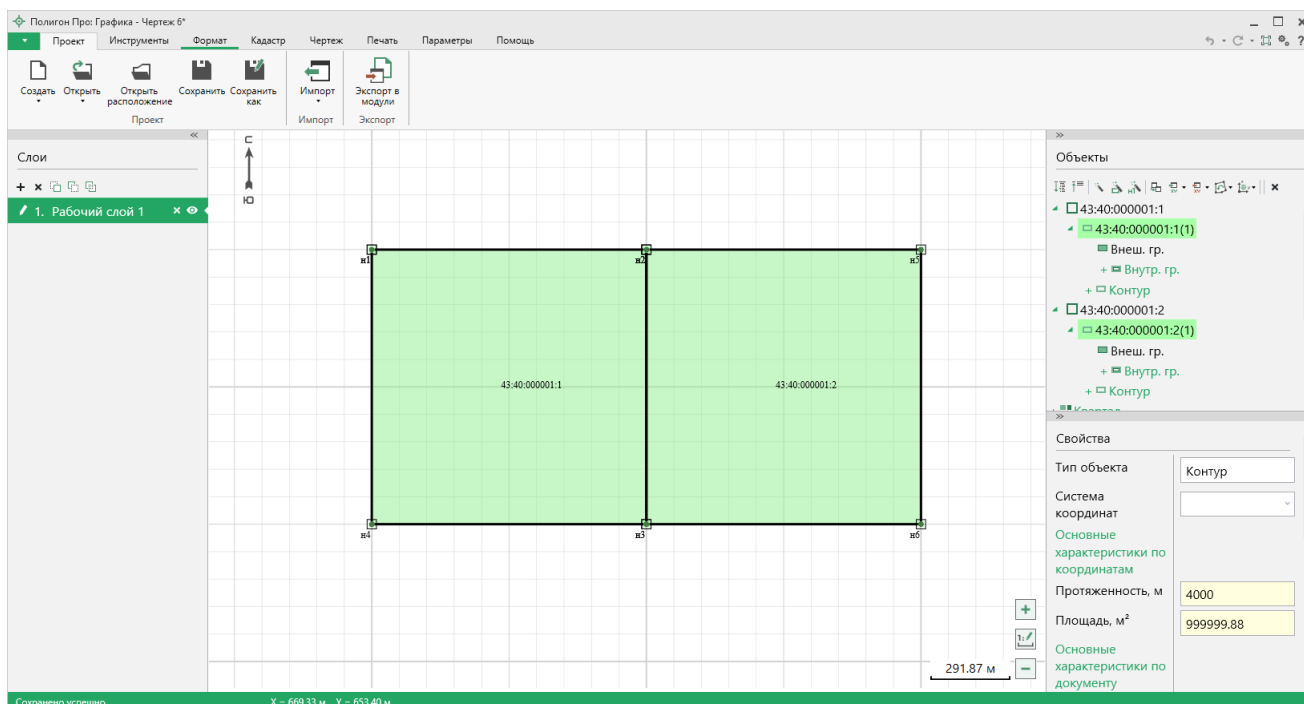 Полигон Про: Графика - Чертеж 6*
Проект Инструменты Формат Кадастр Чертеж Печать Параметры Помощь
Создать Открыть Открыть расположение Сохранить Сохранить как Импорт Экспорт в модули
Проект Импорт Экспорт
Слои
1. Рабочий слой 1
С
Ю
н1
н2
н5
43:40:000001:1
43:40:000001:2
н4
н3
н6
291.87 м
Объекты
43:40:000001:1
43:40:000001:1(1)
Внеш. гр.
+ Внутр. гр.
+ Контур
43:40:000001:2
43:40:000001:2(1)
Внеш. гр.
+ Внутр. гр.
+ Контур
+ Квартал
Свойства
Тип объекта Контур
Система
координат
Основные
характеристики по
координатам
Протяженность, м 4000
Площадь, м² 999999.88
Основные
характеристики по
документу
Сохранено успешно X = 669.33 м Y = 653.40 м